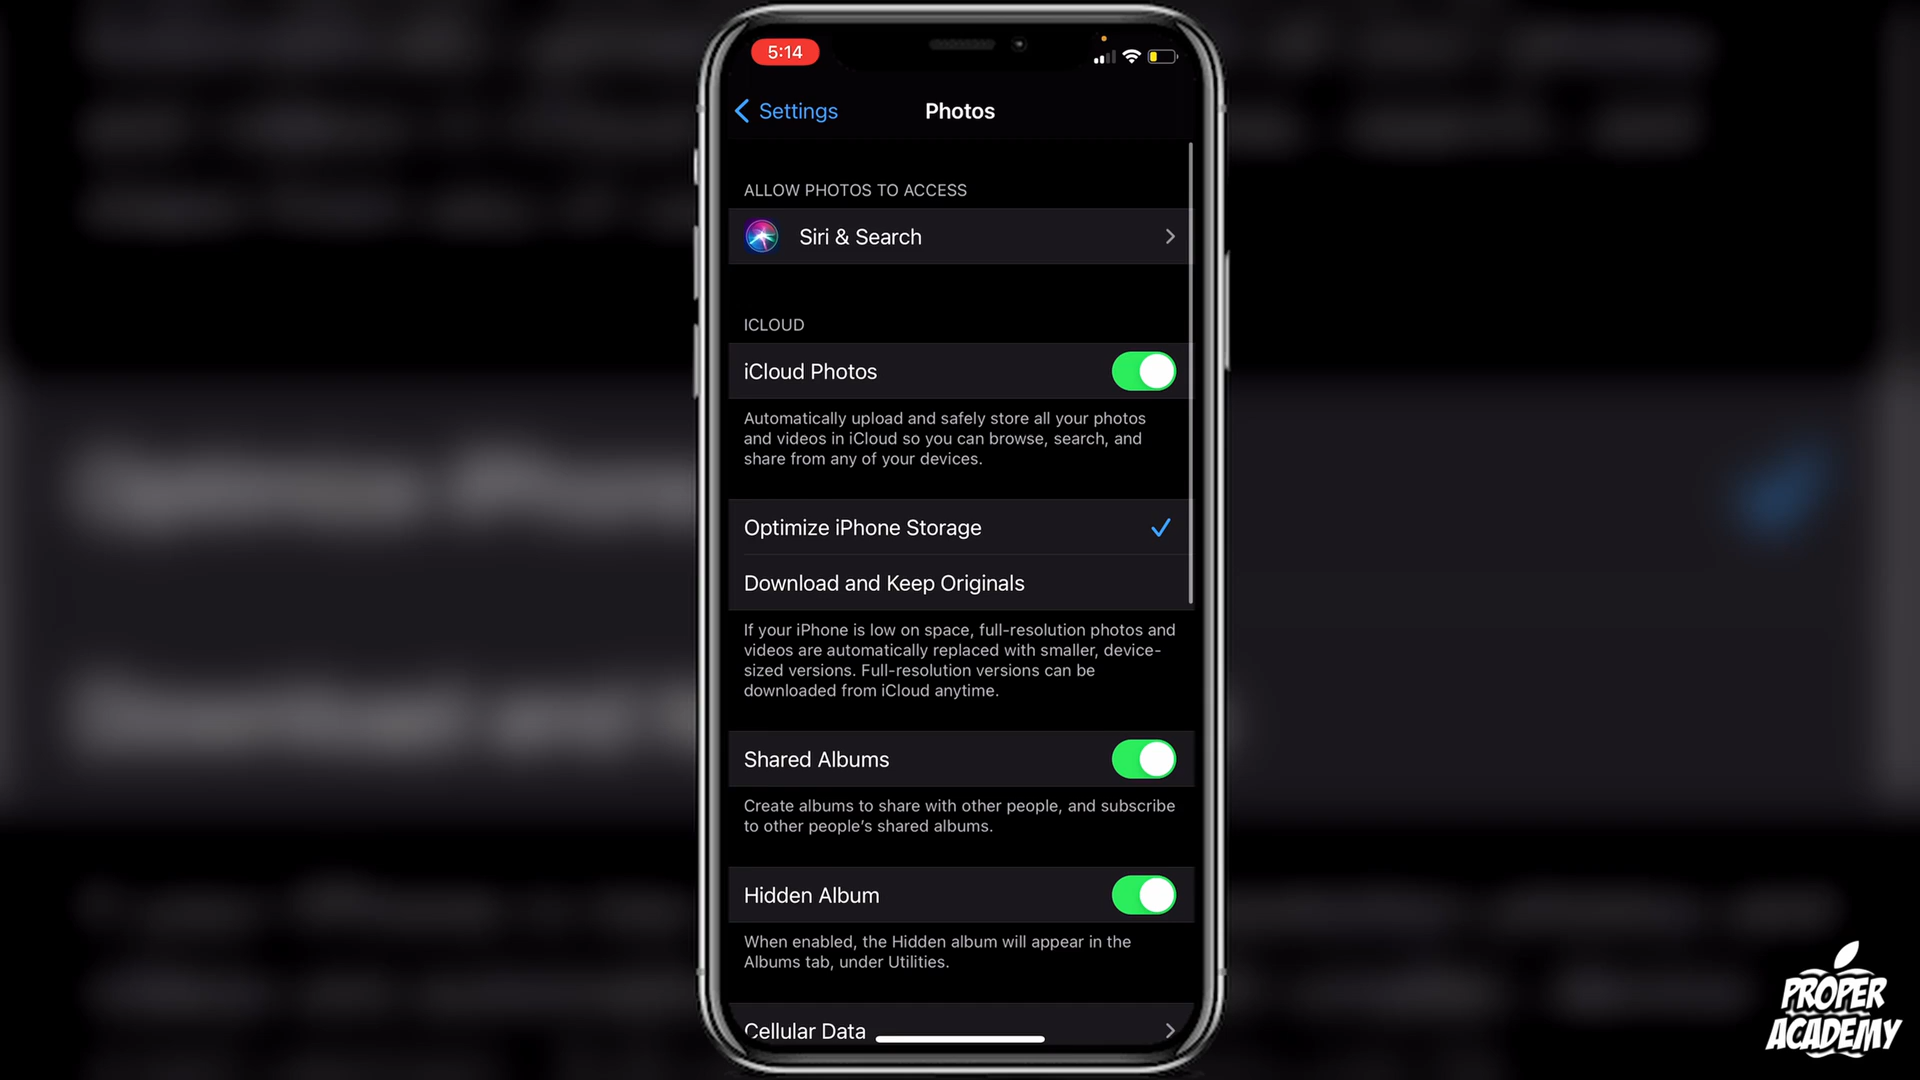 5:14
Settings
Photos
ALLOW PHOTOS TO ACCESS
Siri & Search
ICLOUD
iCloud Photos
Automatically upload and safely store all your photos
and videos in iCloud so you can browse, search, and
share from any of your devices.
Optimize iPhone Storage
Download and Keep Originals
If your iPhone is low on space, full-resolution photos and
videos are automatically replaced with smaller, device-
sized versions. Full-resolution versions can be
downloaded from iCloud anytime.
Shared Albums
Create albums to share with other people, and subscribe
to other people’s shared albums.
Hidden Album
When enabled, the Hidden album will appear in the
Albums tab, under Utilities.
Cellular Data
Optimize iPhone
Download and
PROPER
ACADEMY